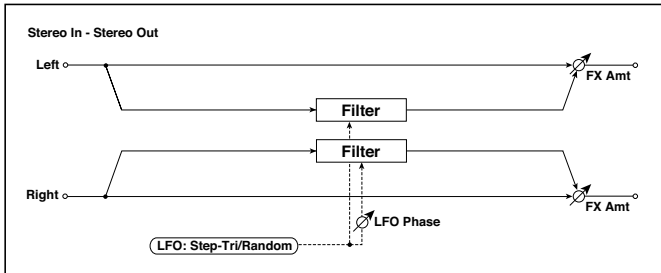 Stereo In - Stereo Out
Left
FX Amt
Filter
Filter
Right
FX Amt
LFO Phase
LFO: Step-Tri/Random